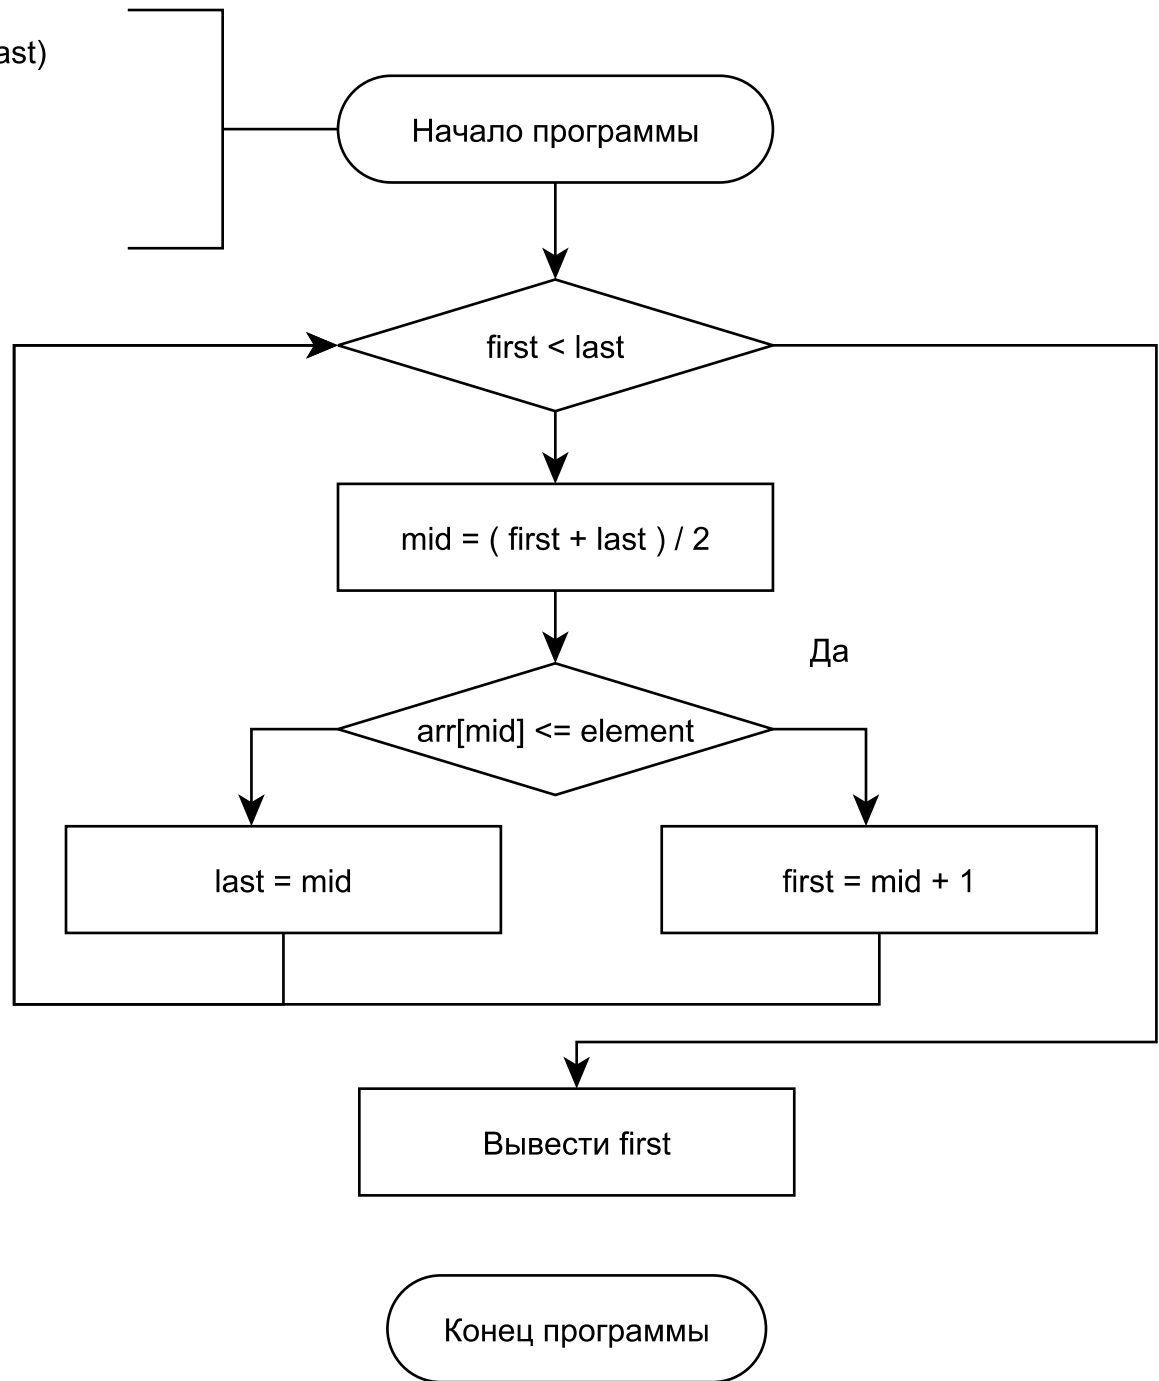 Начало программы
first < last
mid = ( first + last ) / 2
Да
arr[mid] <= element
last = mid
first = mid + 1
Вывести first
Конец программы